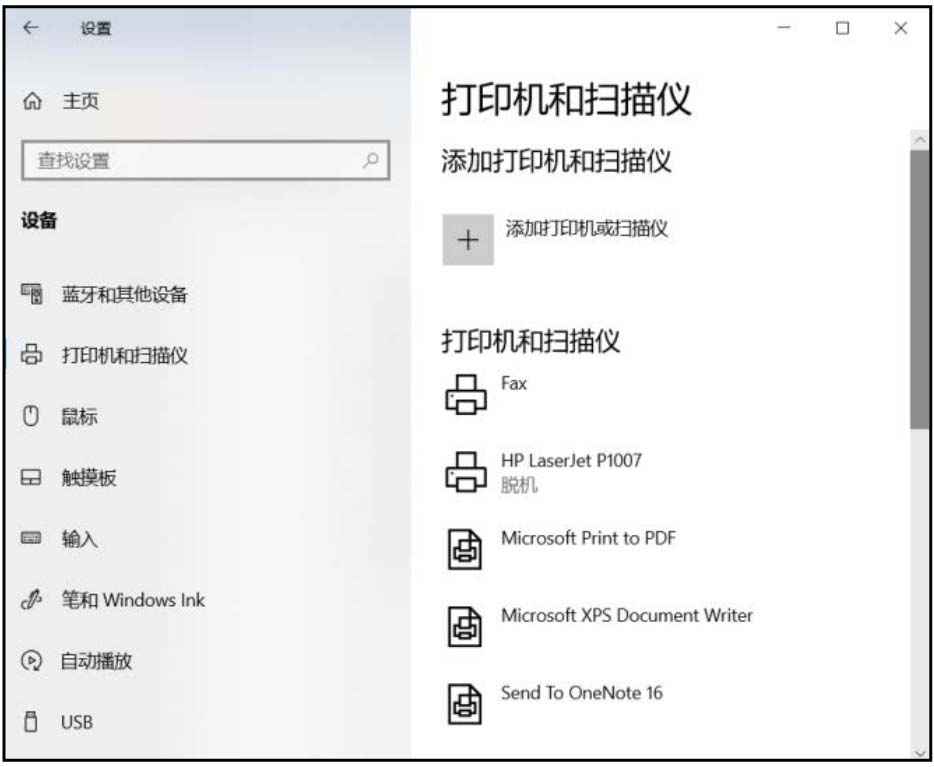 设置
主页
查找设置
设备
蓝牙和其他设备
打印机和扫描仪
鼠标
触摸板
输入
笔和 Windows Ink
自动播放
USB
打印机和扫描仪
添加打印机和扫描仪
添加打印机或扫描仪
打印机和扫描仪
Fax
HP LaserJet P1007
脱机
Microsoft Print to PDF
Microsoft XPS Document Writer
Send To OneNote 16